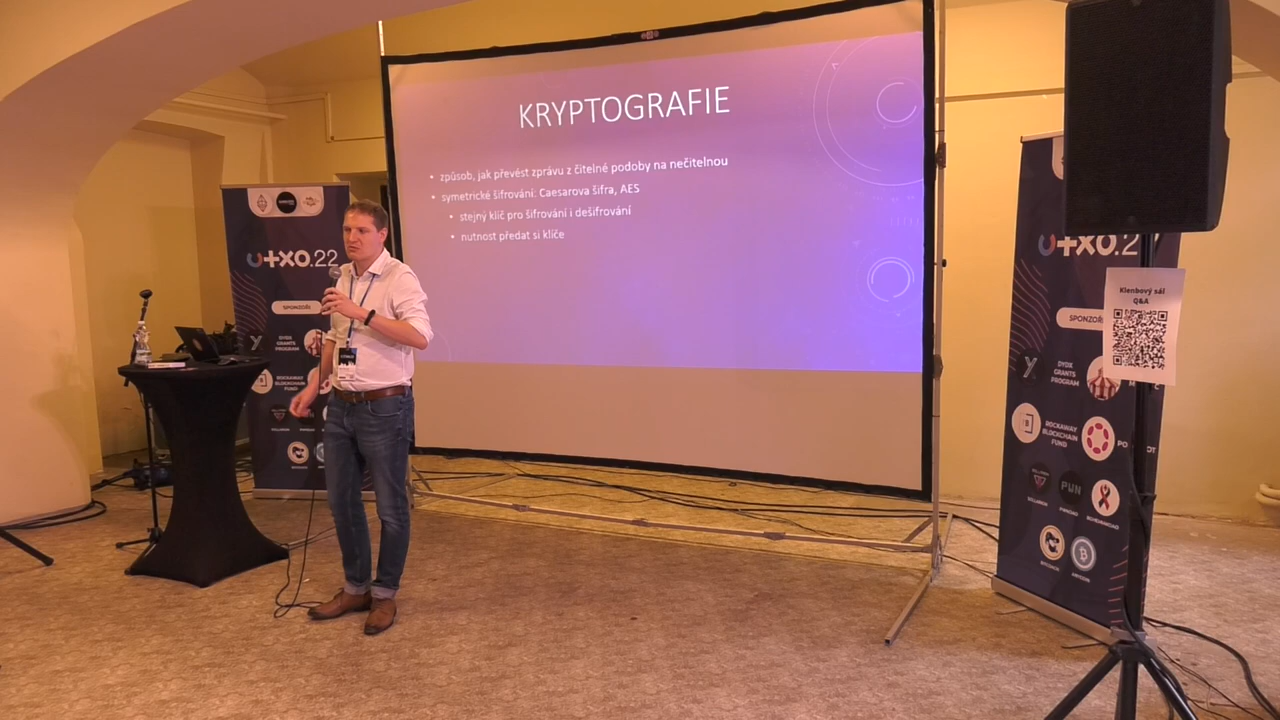 KRYPTOGRAFIE
způsob, jak převést zprávu z čitelné podoby na nečitelnou
symetrické šifrování: Caesarova šifra, AES
stejný klíč pro šifrování i dešifrování
nutnost předat si klíče
utxo.22
SPONZOŘI
DYDX
GRANTS
PROGRAM
ROCKAWAY
BLOCKCHAIN
FUND
utxo.2
SPONZOŘI
DYDX
GRANTS
PROGRAM
ROCKAWAY
BLOCKCHAIN
FUND
PWN
PWNDAO
Klenbový sál
Q&A